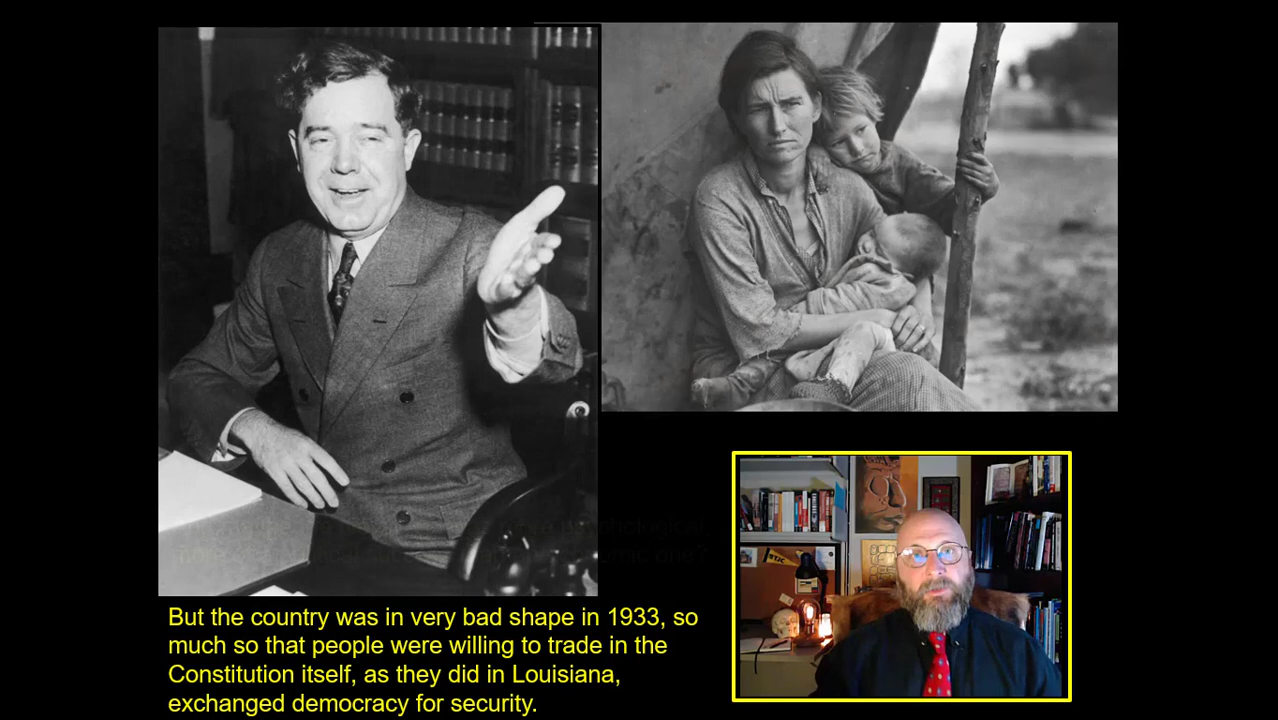 But the country was in very bad shape in 1933, so
much so that people were willing to trade in the
Constitution itself, as they did in Louisiana,
exchanged democracy for security.